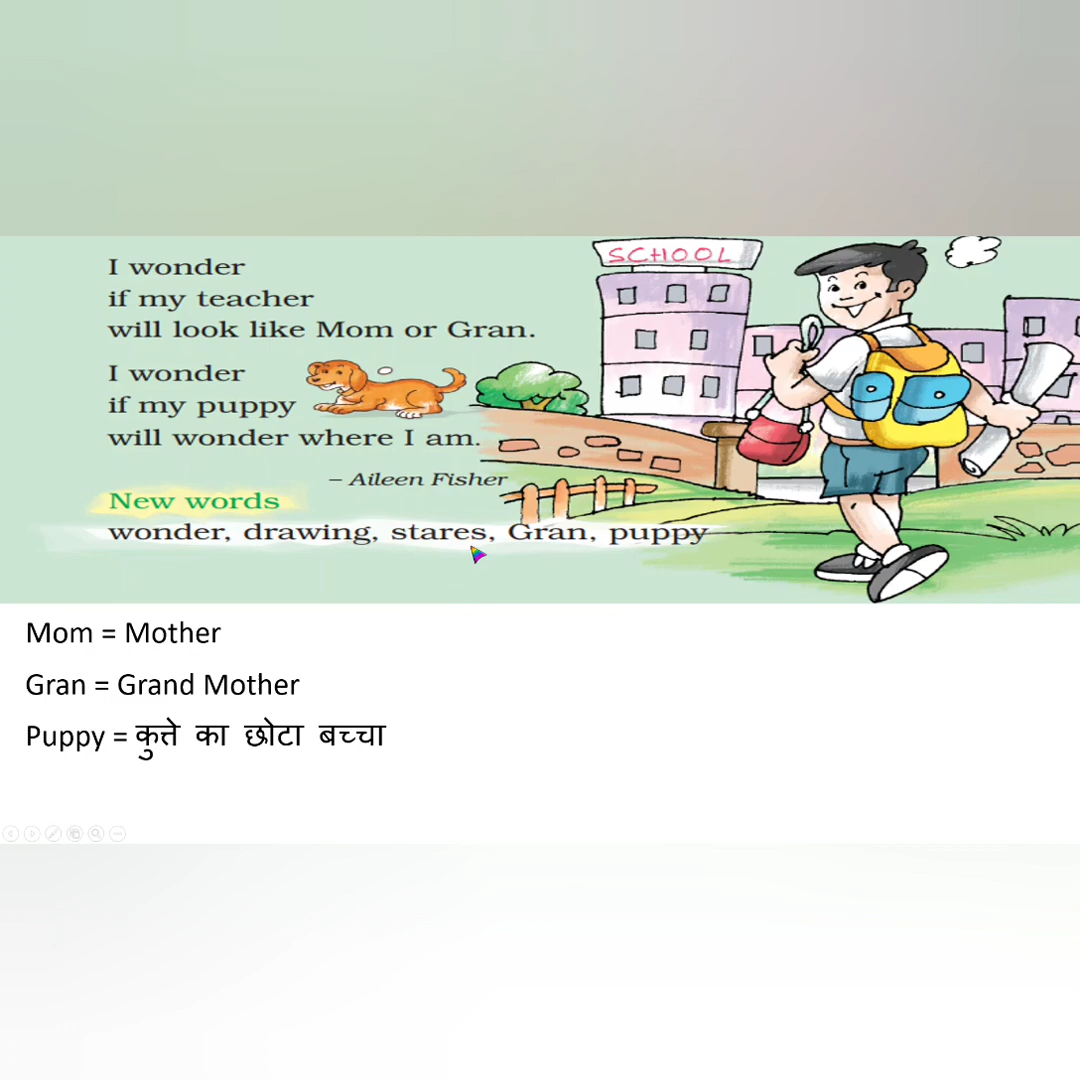 I wonder
if my teacher
will look like Mom or Gran.
I wonder
if my puppy
will wonder where I am.
– Aileen Fisher
New words
wonder, drawing, stares, Gran, puppy
SCHOOL
Mom = Mother
Gran = Grand Mother
Puppy = कुत्ते का छोटा बच्चा